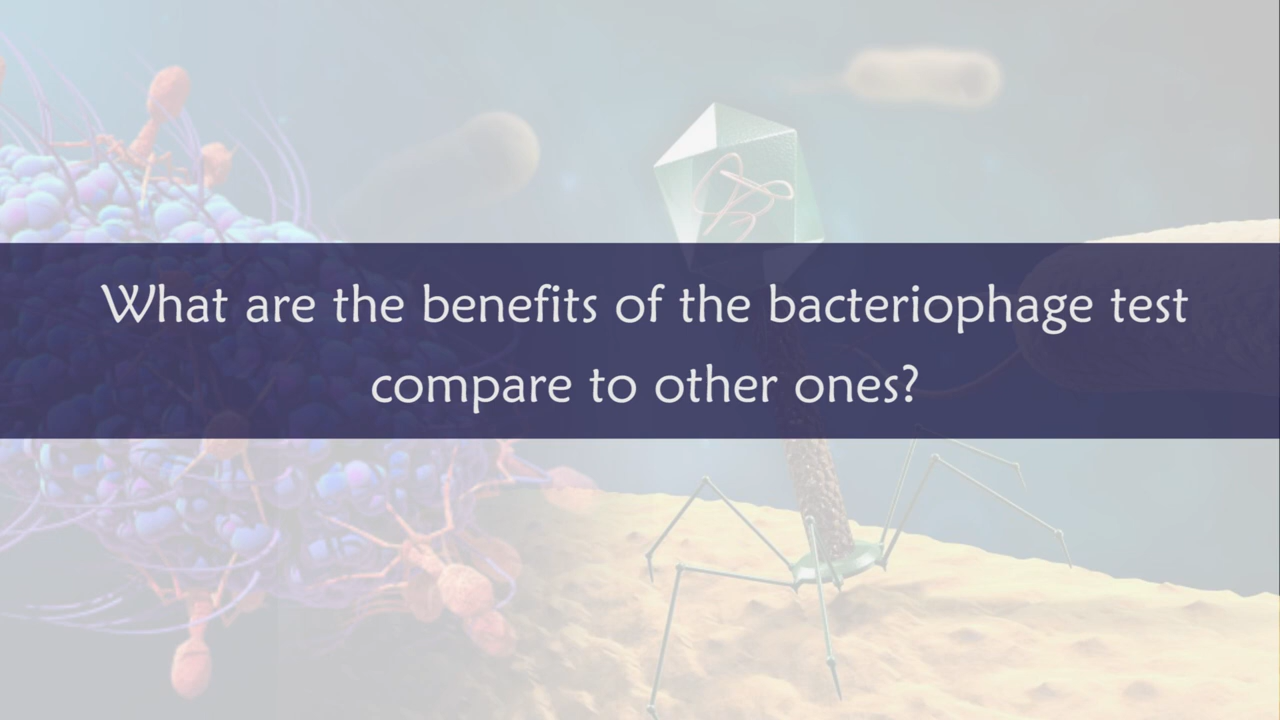 What are the benefits of the bacteriophage test
compare to other ones?